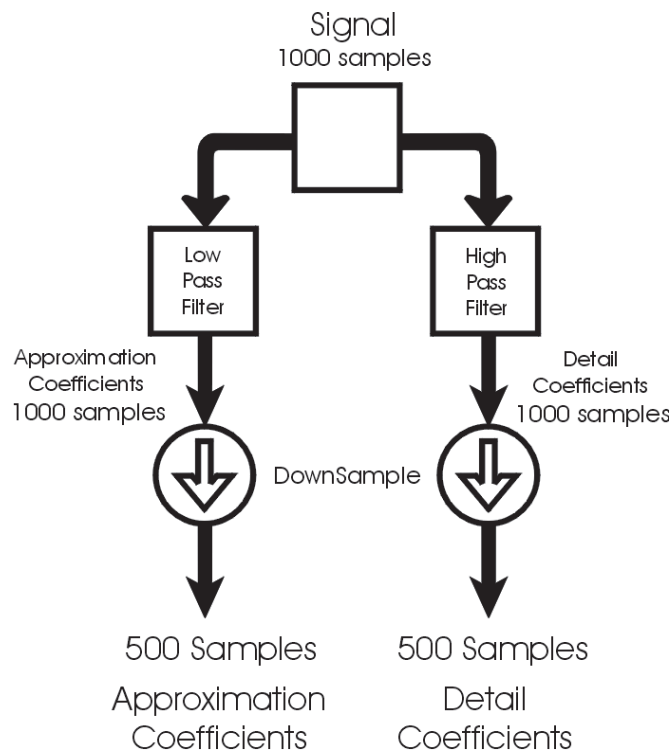 Signal
1000 samples
Low
Pass
Filter
High
Pass
Filter
Approximation
Coefficients
1000 samples
Detail
Coefficients
1000 samples
DownSample
500 Samples
Approximation
Coefficients
500 Samples
Detail
Coefficients